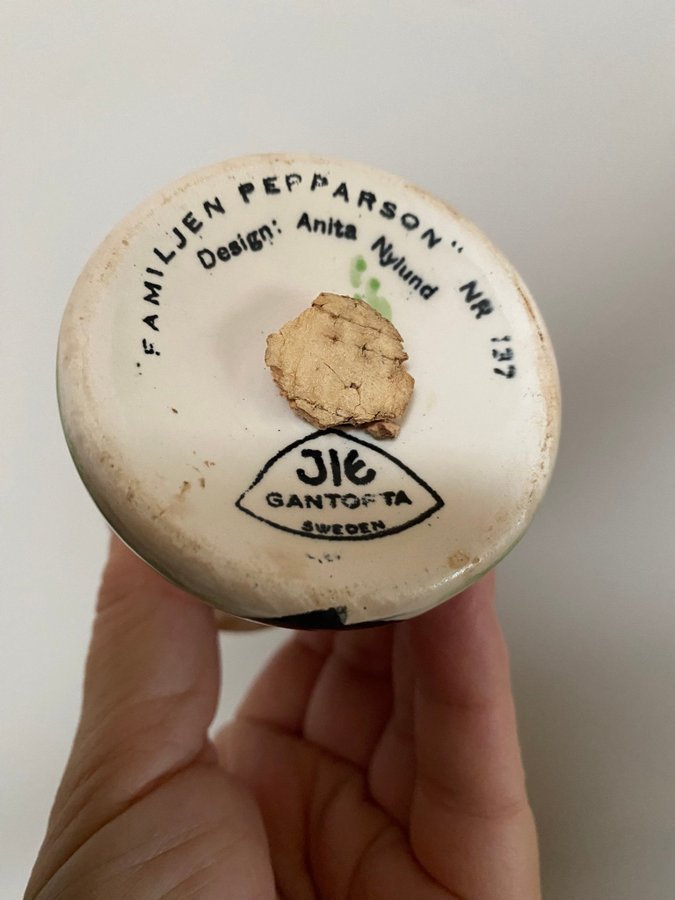 "FAMILJEN PEPPARSON" NR 137
Design: Anita Nylund
JIE
GANTOFTA
SWEDEN